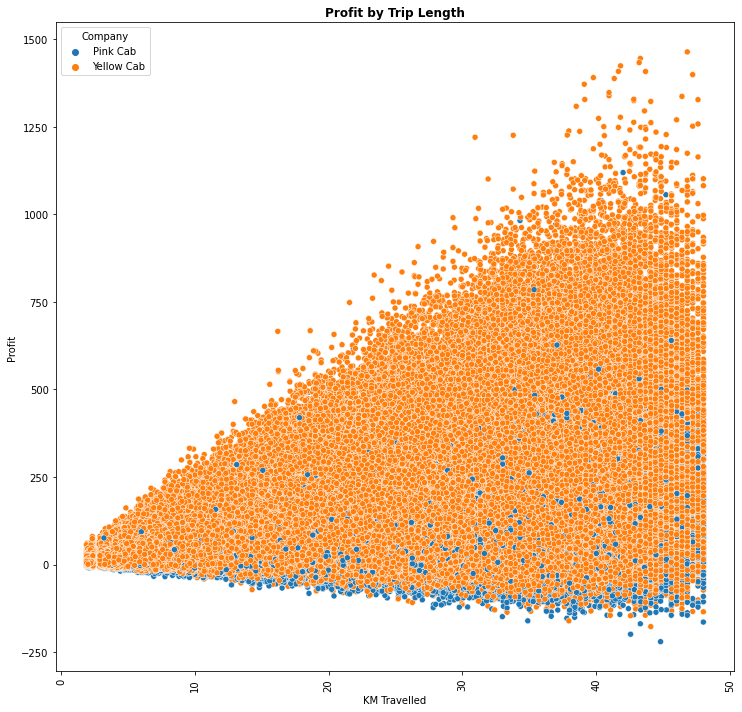 Profit by Trip Length
Company
Pink Cab
Yellow Cab
1500
1250
1000
750
500
250
0
−250
Profit
0
10
20
30
40
50
KM Travelled